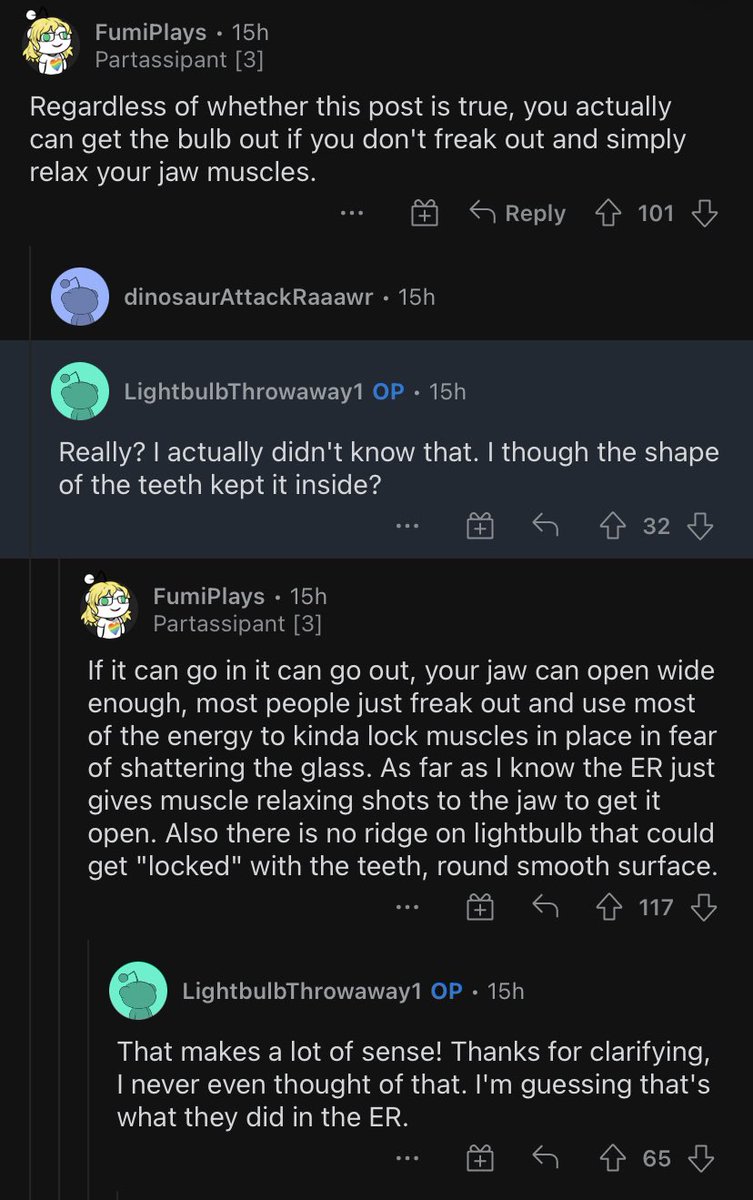 FumiPlays • 15h
Partassipant [3]
Regardless of whether this post is true, you actually
can get the bulb out if you don't freak out and simply
relax your jaw muscles.
Reply 101
dinosaurAttackRaaawr • 15h
LightbulbThrowaway1 OP • 15h
Really? I actually didn't know that. I though the shape
of the teeth kept it inside?
32
FumiPlays • 15h
Partassipant [3]
If it can go in it can go out, your jaw can open wide
enough, most people just freak out and use most
of the energy to kinda lock muscles in place in fear
of shattering the glass. As far as I know the ER just
gives muscle relaxing shots to the jaw to get it
open. Also there is no ridge on lightbulb that could
get "locked" with the teeth, round smooth surface.
117
LightbulbThrowaway1 OP • 15h
That makes a lot of sense! Thanks for clarifying,
I never even thought of that. I'm guessing that's
what they did in the ER.
65